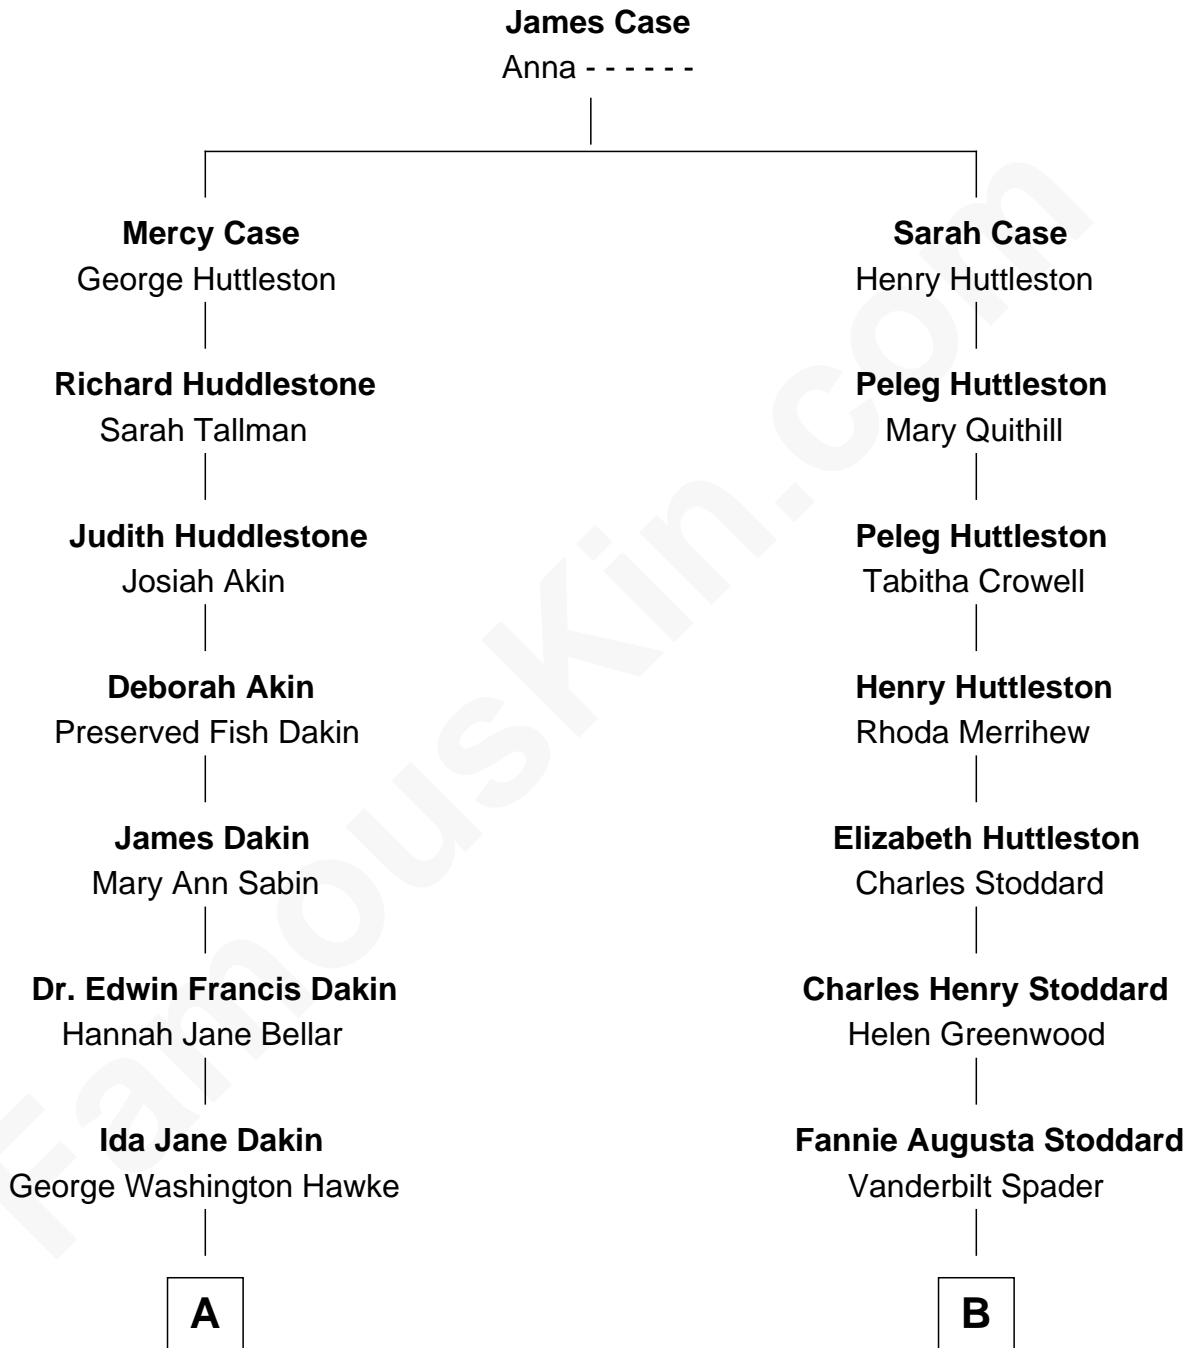 James Case
Anna - - - - - -
Mercy Case
George Huttleston
Sarah Case
Henry Huttleston
Richard Huddlestone
Sarah Tallman
Peleg Huttleston
Mary Quithill
Judith Huddlestone
Josiah Akin
Peleg Huttleston
Tabitha Crowell
Deborah Akin
Preserved Fish Dakin
Henry Huttleston
Rhoda Merrihew
James Dakin
Mary Ann Sabin
Elizabeth Huttleston
Charles Stoddard
Dr. Edwin Francis Dakin
Hannah Jane Bellar
Charles Henry Stoddard
Helen Greenwood
Ida Jane Dakin
George Washington Hawke
Fannie Augusta Stoddard
Vanderbilt Spader
A
B
FamousKin.com